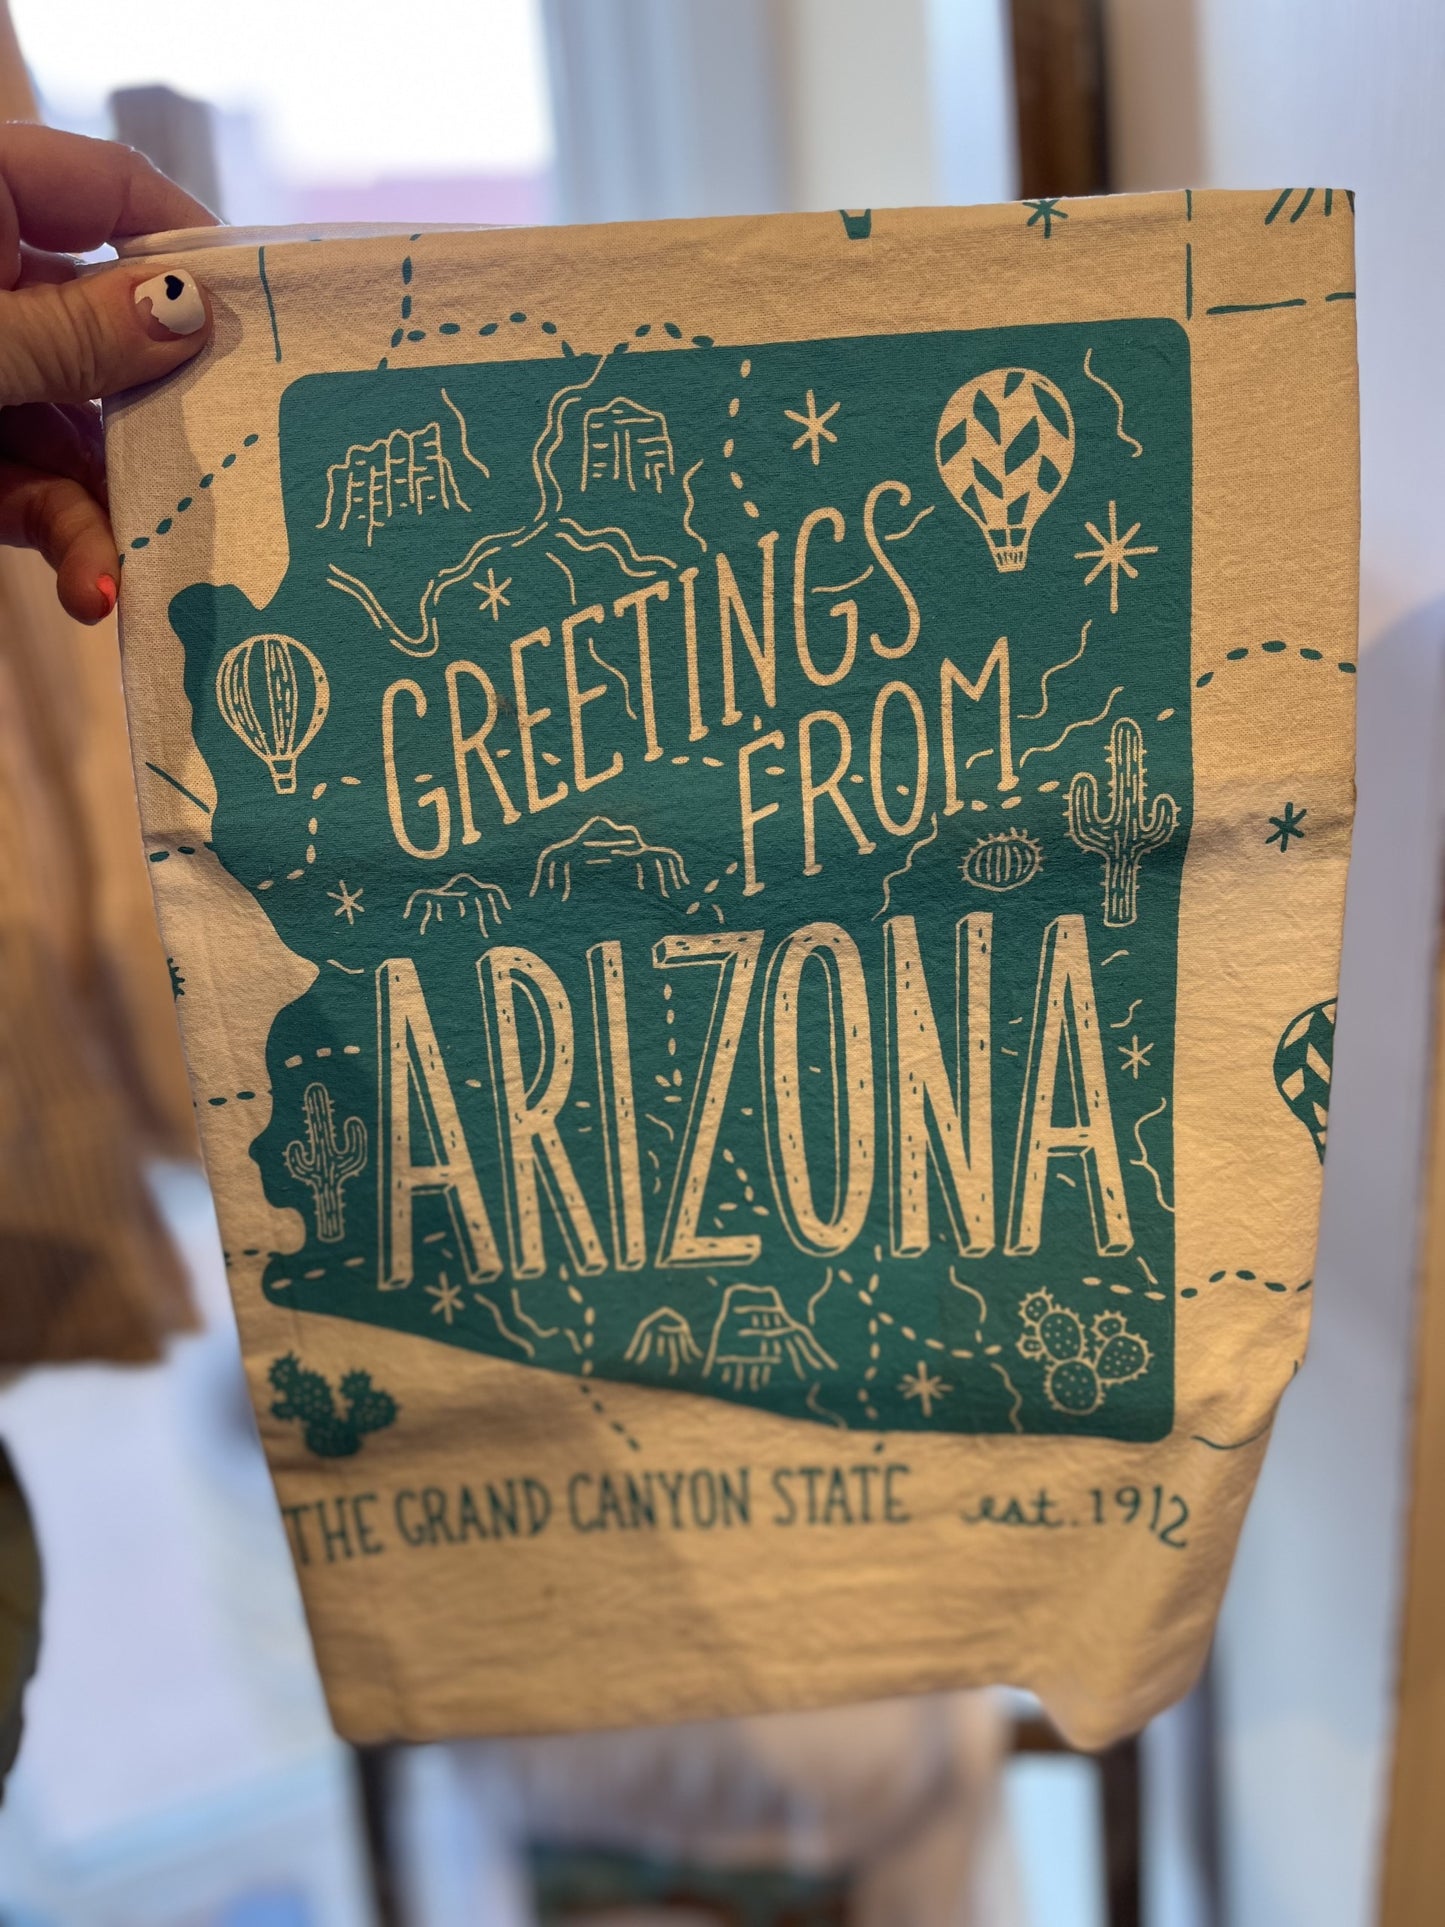 GREETINGS
FROM
ARIZONA
THE GRAND CANYON STATE est. 1912